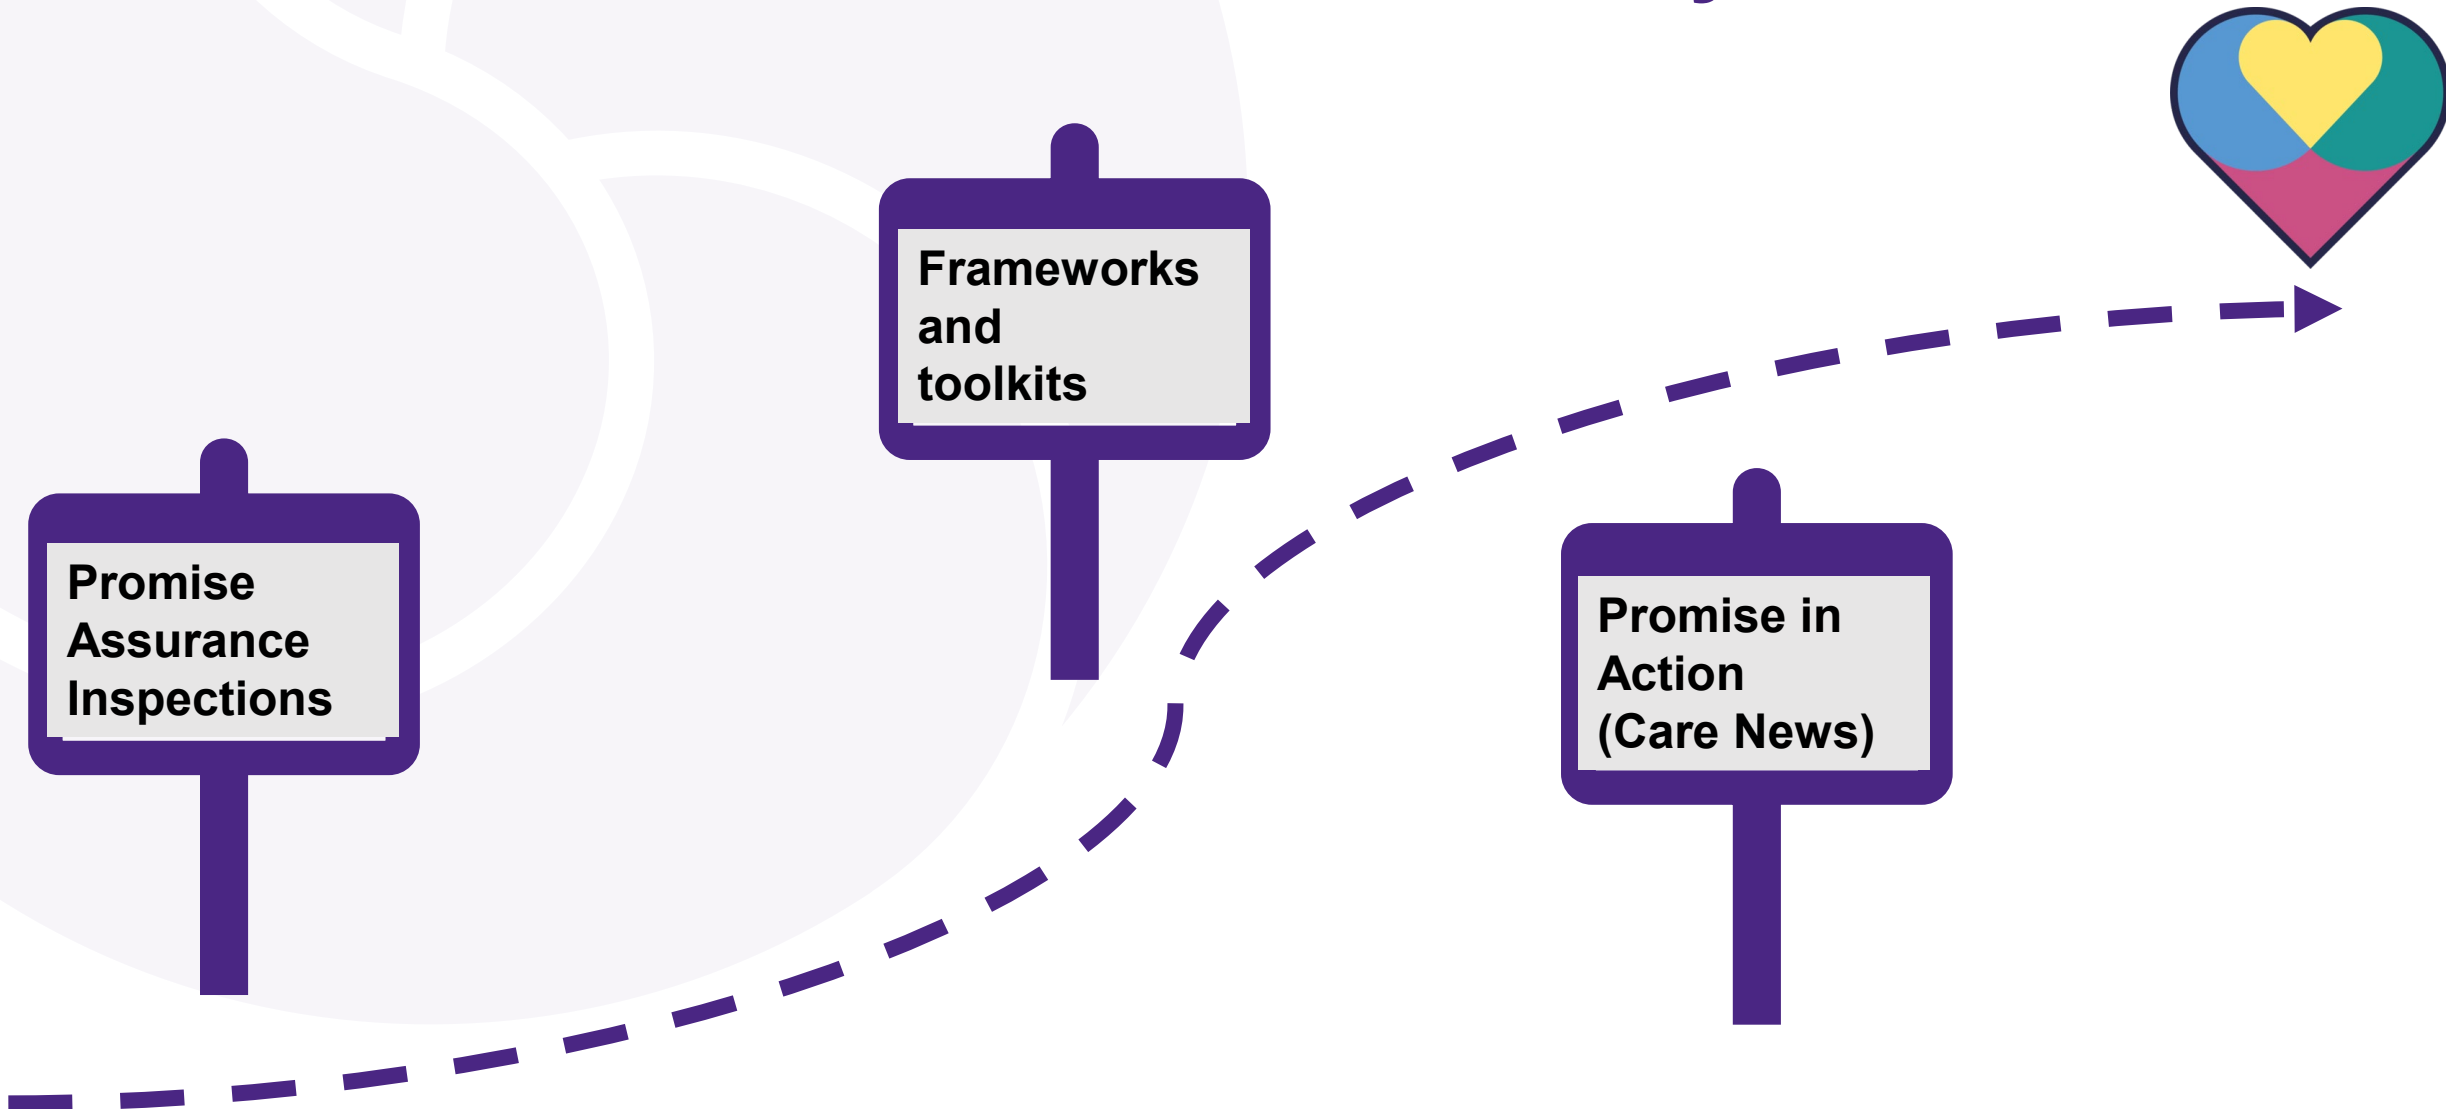 Frameworks
and
toolkits
Promise
Assurance
Inspections
Promise in
Action
(Care News)